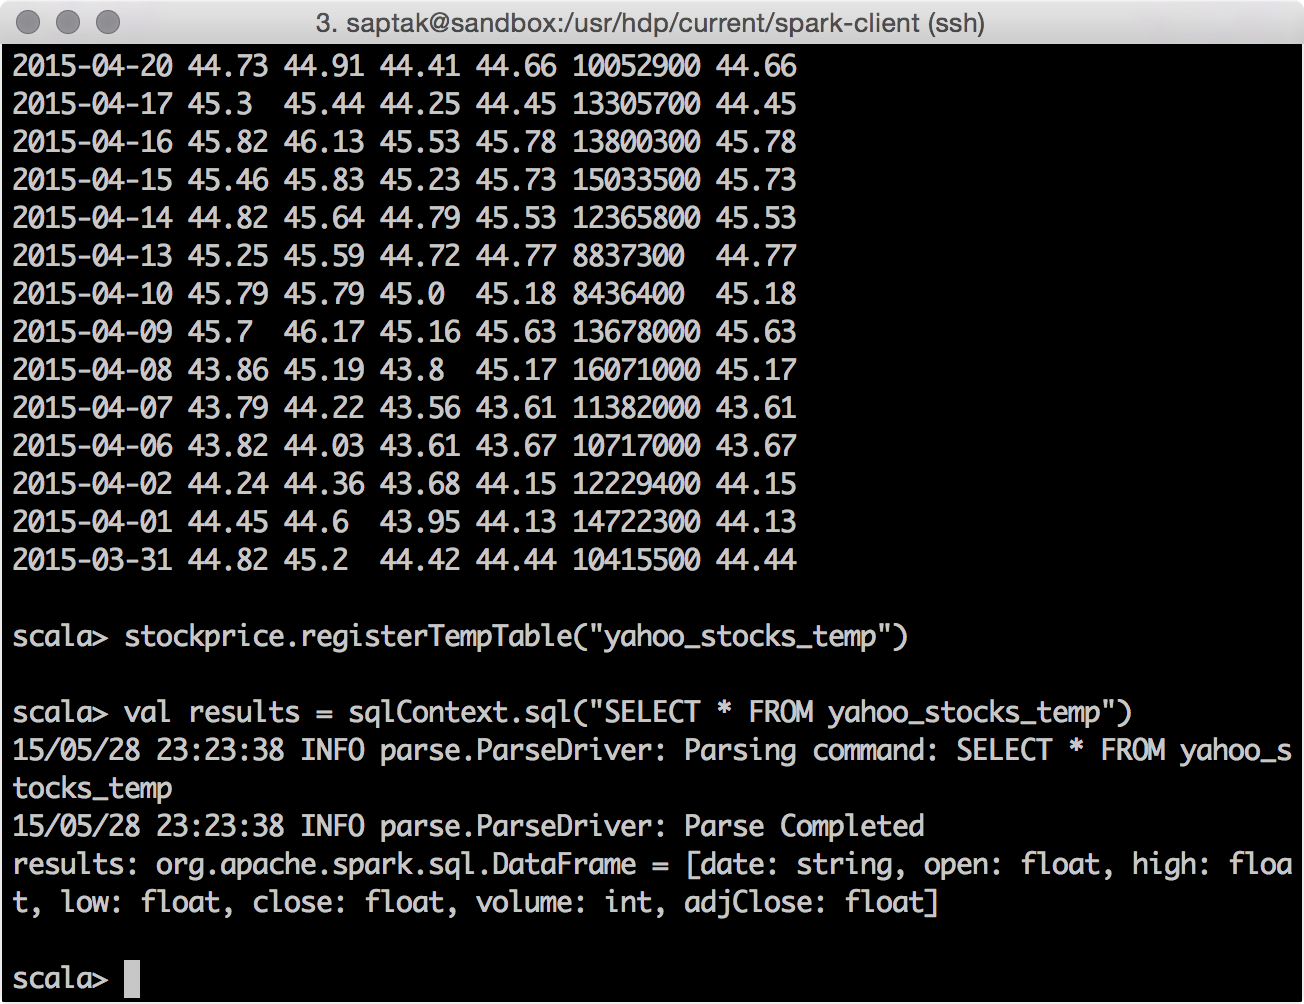 3. saptak@sandbox:/usr/hdp/current/spark-client (ssh)
2015-04-20 44.73 44.91 44.41 44.66 10052900 44.66
2015-04-17 45.3  45.44 44.25 44.45 13305700 44.45
2015-04-16 45.82 46.13 45.53 45.78 13800300 45.78
2015-04-15 45.46 45.83 45.23 45.73 15033500 45.73
2015-04-14 44.82 45.64 44.79 45.53 12365800 45.53
2015-04-13 45.25 45.59 44.72 44.77 8837300  44.77
2015-04-10 45.79 45.79 45.0  45.18 8436400  45.18
2015-04-09 45.7  46.17 45.16 45.63 13678000 45.63
2015-04-08 43.86 45.19 43.8  45.17 16071000 45.17
2015-04-07 43.79 44.22 43.56 43.61 11382000 43.61
2015-04-06 43.82 44.03 43.61 43.67 10717000 43.67
2015-04-02 44.24 44.36 43.68 44.15 12229400 44.15
2015-04-01 44.45 44.6  43.95 44.13 14722300 44.13
2015-03-31 44.82 45.2  44.42 44.44 10415500 44.44
scala> stockprice.registerTempTable("yahoo_stocks_temp")
scala> val results = sqlContext.sql("SELECT * FROM yahoo_stocks_temp")
15/05/28 23:23:38 INFO parse.ParseDriver: Parsing command: SELECT * FROM yahoo_s
tocks_temp
15/05/28 23:23:38 INFO parse.ParseDriver: Parse Completed
results: org.apache.spark.sql.DataFrame = [date: string, open: float, high: floa
t, low: float, close: float, volume: int, adjClose: float]
scala>